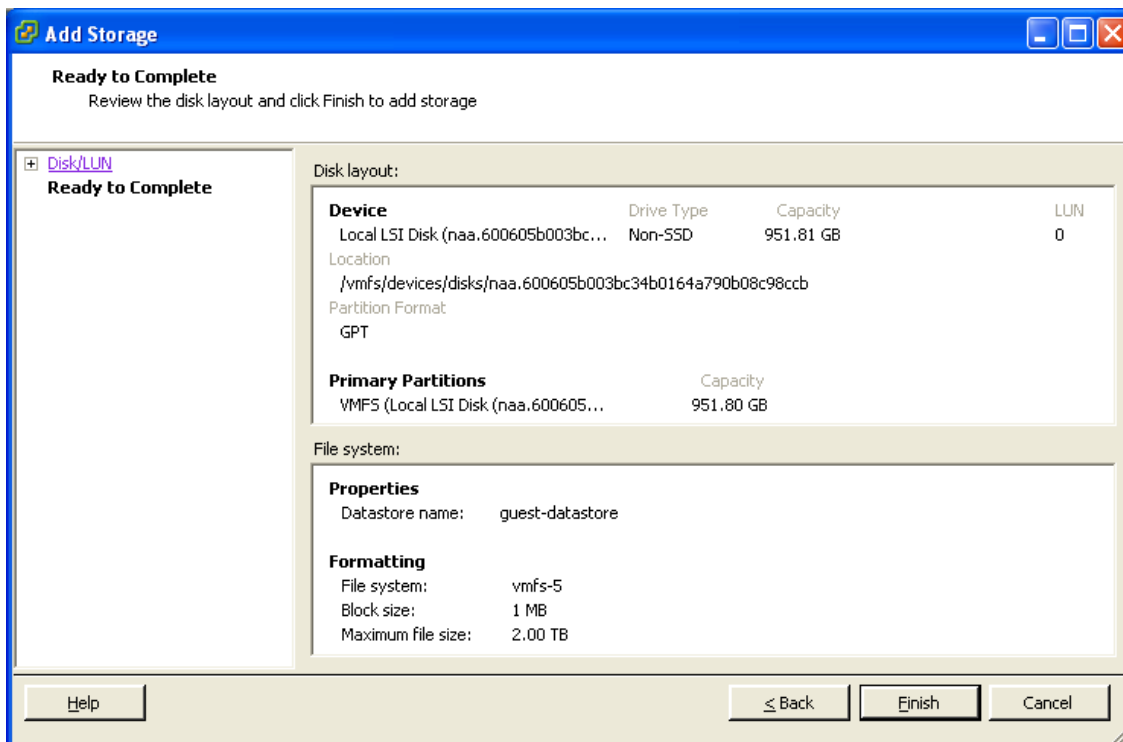 Add Storage
Ready to Complete
Review the disk layout and click Finish to add storage
Disk/LUN
Ready to Complete
Disk layout:
Device Drive Type Capacity LUN
Local LSI Disk (naa.600605b003bc... Non-SSD 951.81 GB 0
Location
/vmfs/devices/disks/naa.600605b003bc34b0164a790b08c98ccb
Partition Format
GPT
Primary Partitions Capacity
VMFS (Local LSI Disk (naa.600605... 951.80 GB
File system:
Properties
Datastore name: guest-datastore
Formatting
File system: vmfs-5
Block size: 1 MB
Maximum file size: 2.00 TB
Help < Back Finish Cancel